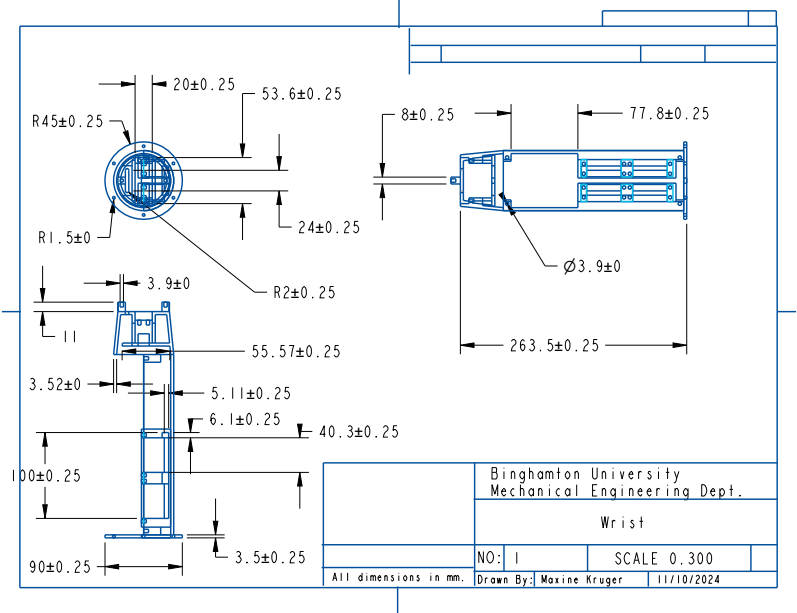 20±0.25
53.6±0.25
R45±0.25
8±0.25
77.8±0.25
24±0.25
R1.5±0
Ø3.9±0
3.9±0
R2±0.25
11
263.5±0.25
55.57±0.25
3.52±0
5.11±0.25
6.1±0.25
40.3±0.25
100±0.25
3.5±0.25
90±0.25
Binghamton University
Mechanical Engineering Dept.
Wrist
NO: 1 SCALE 0.300
All dimensions in mm. Drawn By: Maxine Kruger 11/10/2024